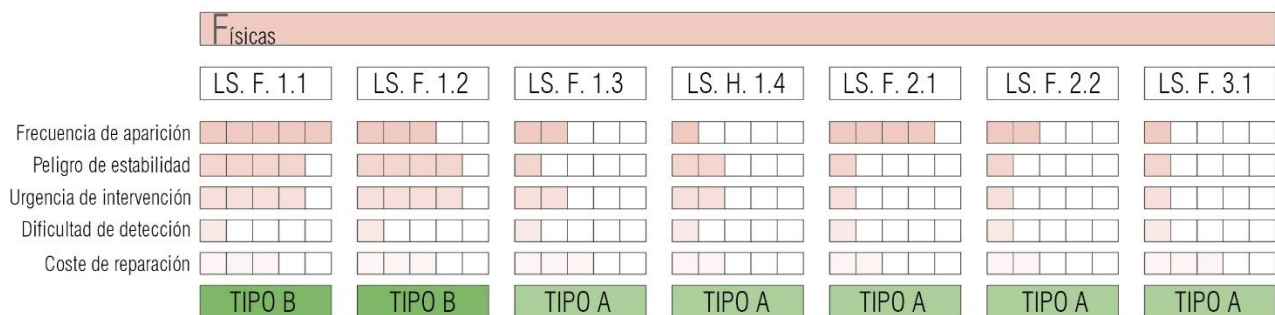 Físicas
LS. F. 1.1 LS. F. 1.2 LS. F. 1.3 LS. H. 1.4 LS. F. 2.1 LS. F. 2.2 LS. F. 3.1
Frecuencia de aparición
Peligro de estabilidad
Urgencia de intervención
Dificultad de detección
Coste de reparación
TIPO B TIPO B TIPO A TIPO A TIPO A TIPO A TIPO A